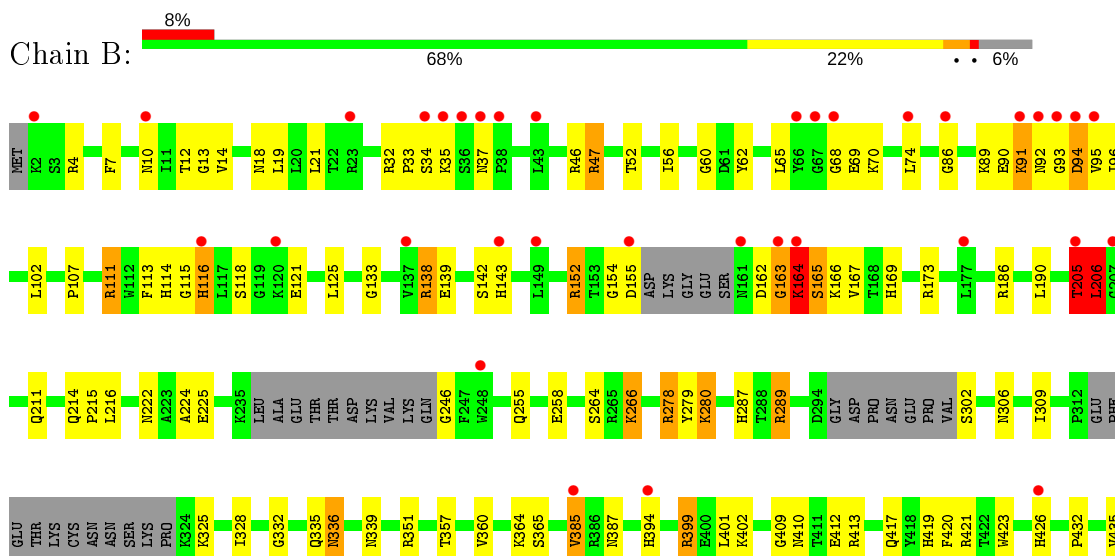 8%
Chain B:
68% 22% • • 6%
MET K2 S3 R4 F7 N10 I11 T12 G13 V14 N18 L19 L20 L21 T22 R23 R32 P33 S34 K35 S36 N37 P38 L43 R46 R47 T52 I56 G60 D61 Y62 L65 Y66 G67 G68 E69 K70 L74 G86 K89 E90 K91 N92 G93 D94 V95
L102 P107 R111 W112 F113 H114 G115 H116 L117 S118 G119 K120 E121 L125 G133 V137 R138 E139 S142 H143 L149 R152 T153 G154 D155 ASP LYS GLY GLU SER N161 D162 G163 K164 S165 K166 V167 T168 H169 R173 L177 R186 L190 T205 L206
Q211 Q214 P215 L216 N222 A223 A224 E225 K235 LEU ALA GLU THR THR ASP LYS VAL LYS GLN G246 F247 W248 Q255 E258 S264 R265 K266 R278 Y279 K280 H287 T288 R289 D294 GLY ASP PRO ASN GLU PRO VAL S302 N306 I309 P312 GLU
GLU THR LYS CYS ASN ASN SER LYS PRO K324 K325 I328 G332 Q335 N336 N339 R351 T357 V360 K364 S365 V385 R386 N387 H394 R399 E400 L401 K402 G409 N410 T411 E412 R413 Q417 Y418 H419 F420 R421 T422 W423 H426 P432